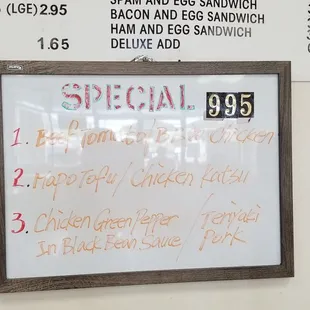 (LGE) 2.95
SPAM AND EGG SANDWICH
BACON AND EGG SANDWICH
HAM AND EGG SANDWICH
1.65 DELUXE ADD
SPECIAL 995
1. Beef Tomato / Chicken
2. Mapo Tofu / Chicken Katsu
3. Chicken Green Pepper / Teriyaki
In Black Bean Sauce / Pork